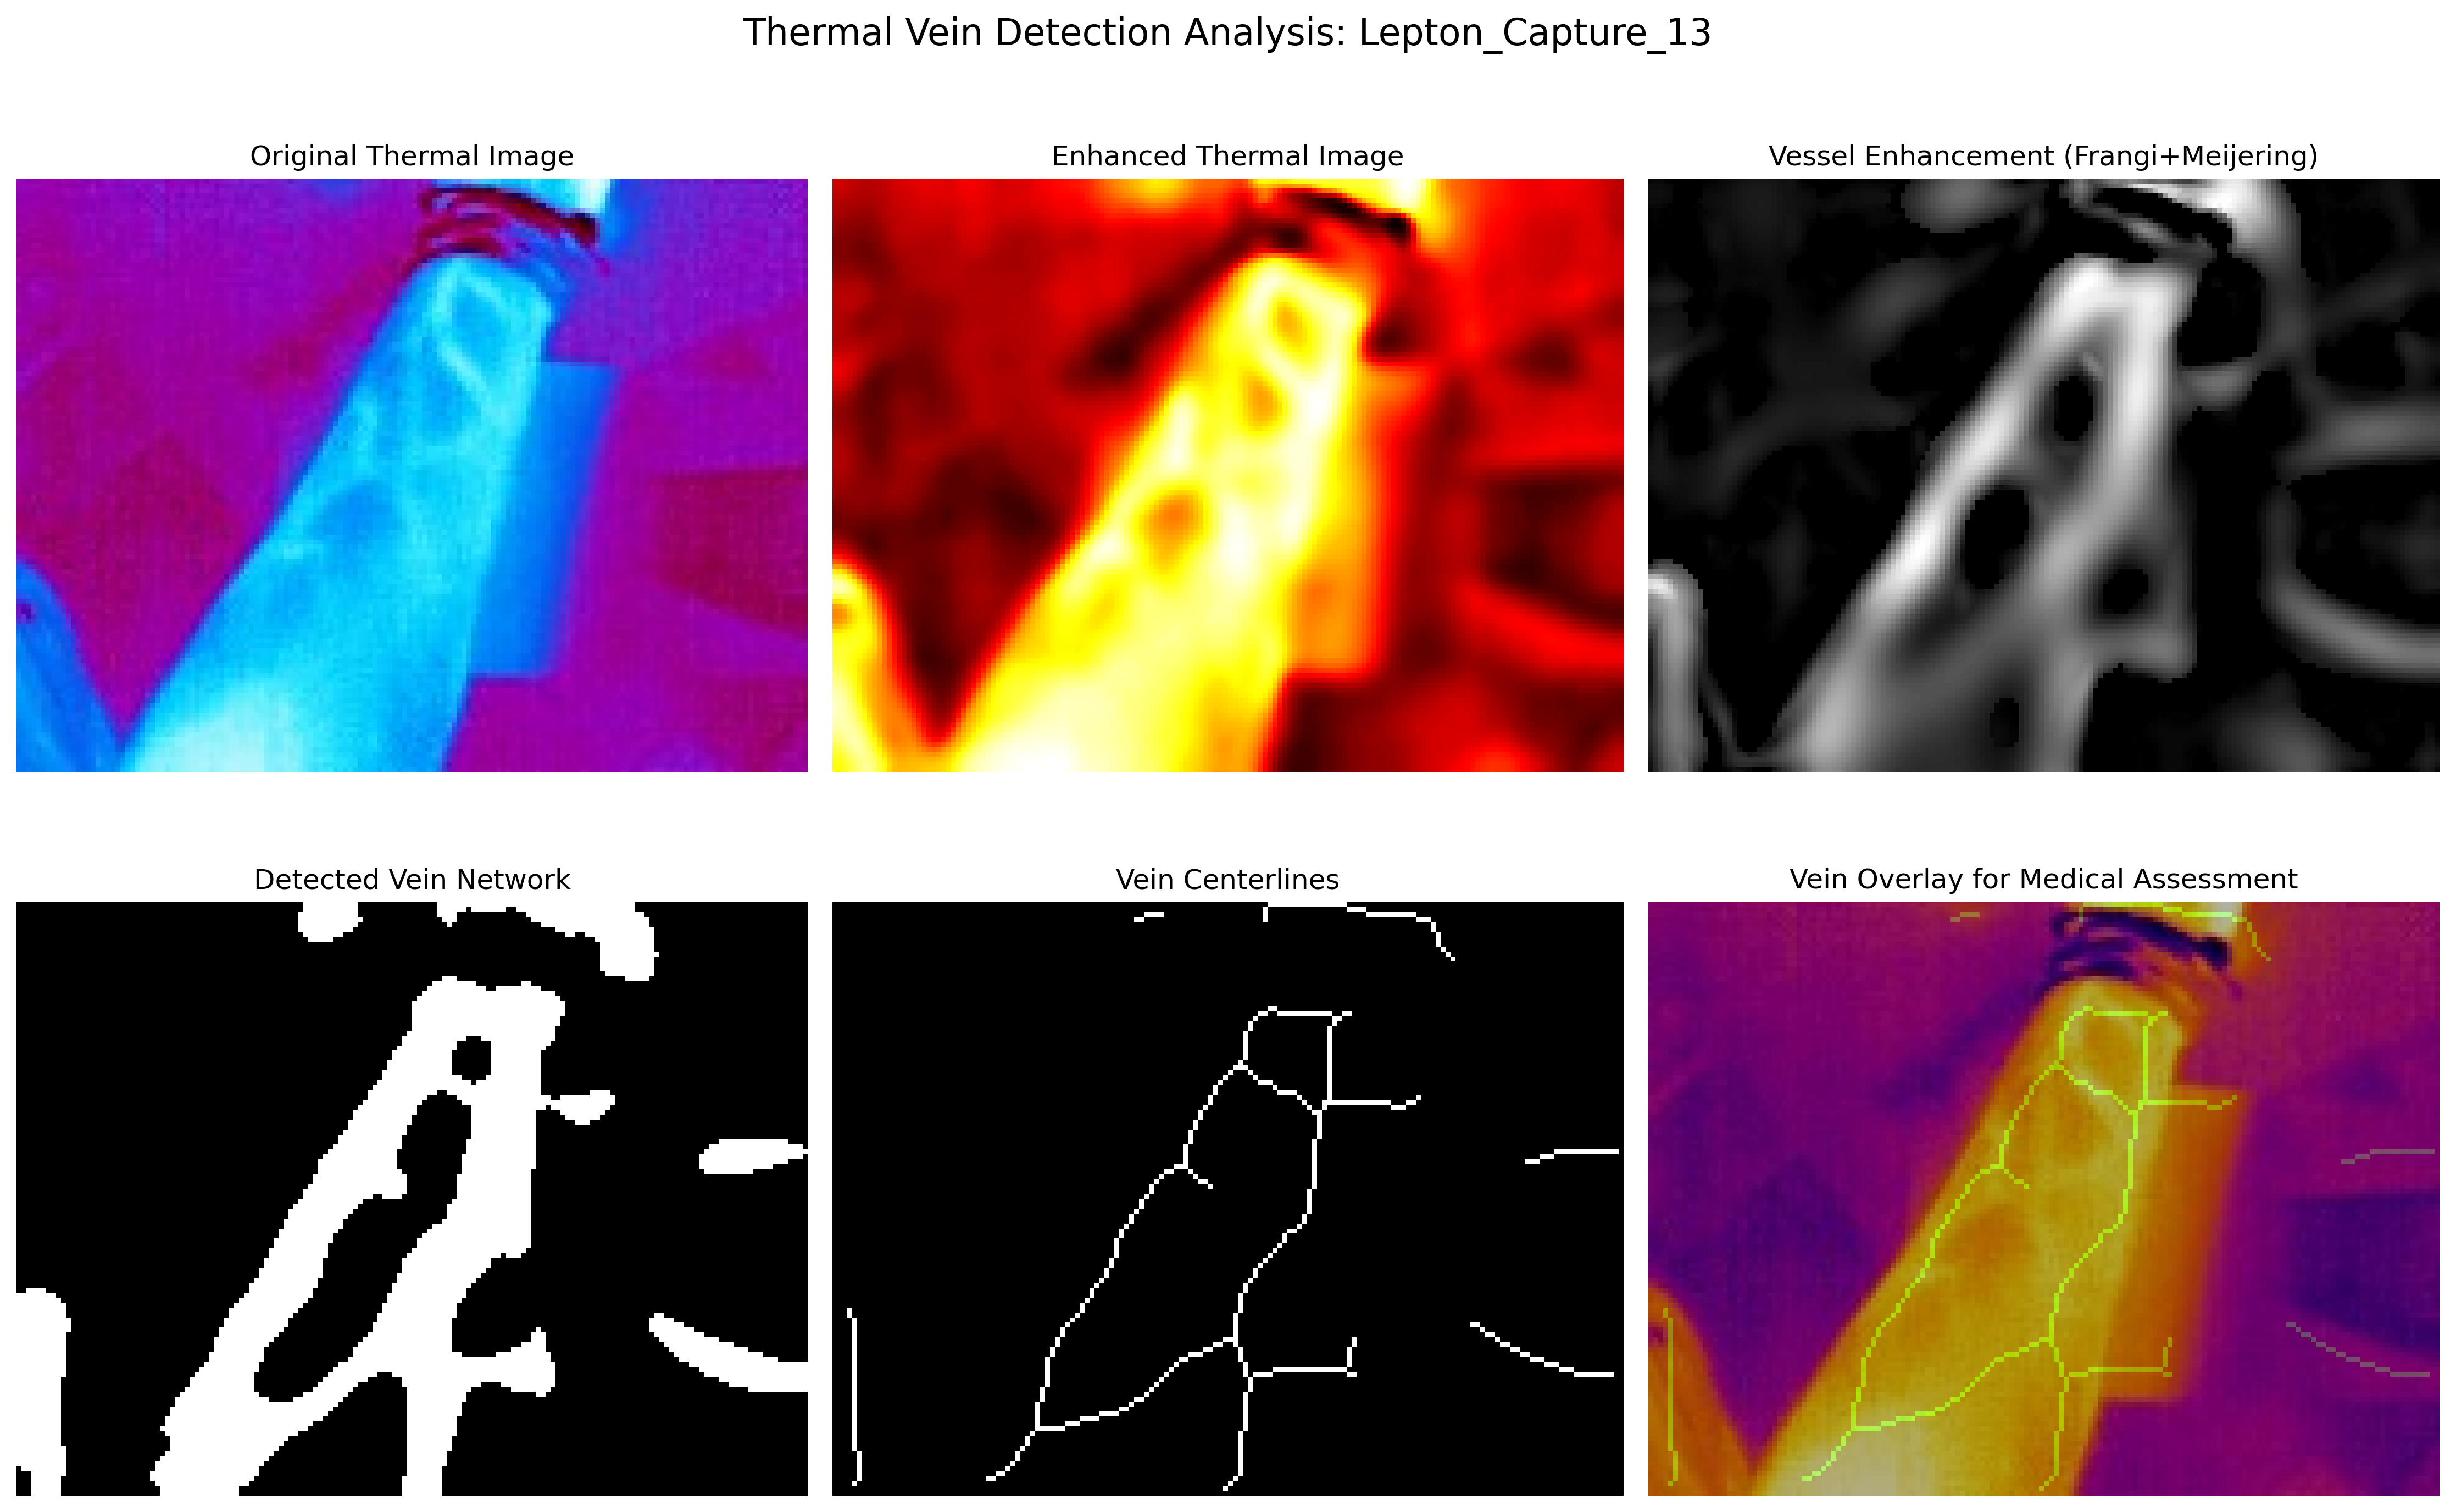 Thermal Vein Detection Analysis: Lepton_Capture_13
Original Thermal Image
Enhanced Thermal Image
Vessel Enhancement (Frangi+Meijering)
Detected Vein Network
Vein Centerlines
Vein Overlay for Medical Assessment